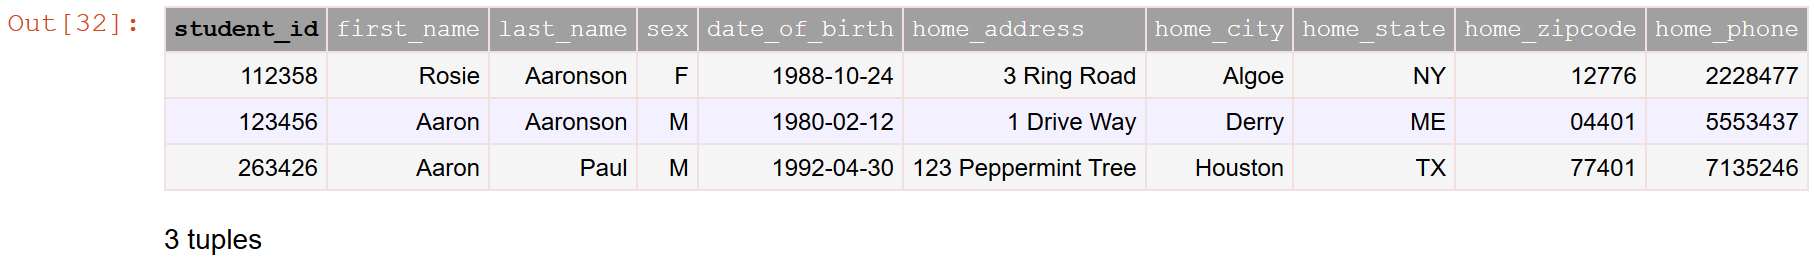 Out[32]: student_id first_name last_name sex date_of_birth home_address home_city home_state home_zipcode home_phone
112358 Rosie Aaronson F 1988-10-24 3 Ring Road Algoe NY 12776 2228477
123456 Aaron Aaronson M 1980-02-12 1 Drive Way Derry ME 04401 5553437
263426 Aaron Paul M 1992-04-30 123 Peppermint Tree Houston TX 77401 7135246
3 tuples